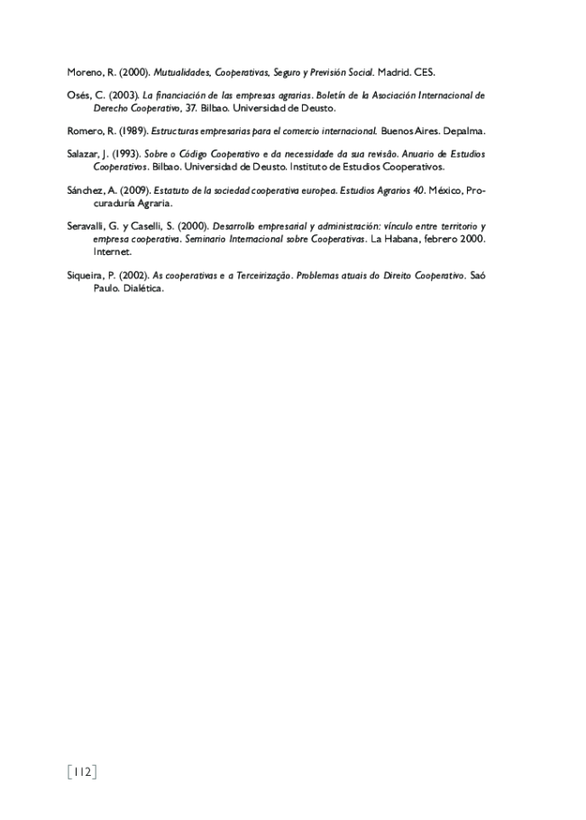 Moreno, R. (2000). Mutualidades, Cooperativas, Seguro y Previsión Social. Madrid. CES.
Osés, C. (2003). La financiación de las empresas agrarias. Boletín de la Asociación Internacional de
Derecho Cooperativo, 37. Bilbao. Universidad de Deusto.
Romero, R. (1989). Estructuras empresarias para el comercio internacional. Buenos Aires. Depalma.
Salazar, J. (1993). Sobre o Código Cooperativo e da necessidade da sua revisão. Anuario de Estudios
Cooperativos. Bilbao. Universidad de Deusto. Instituto de Estudios Cooperativos.
Sánchez, A. (2009). Estatuto de la sociedad cooperativa europea. Estudios Agrarios 40. México, Pro-
curaduría Agraria.
Seravalli, G. y Caselli, S. (2000). Desarrollo empresarial y administración: vínculo entre territorio y
empresa cooperativa. Seminario Internacional sobre Cooperativas. La Habana, febrero 2000.
Internet.
Siqueira, P. (2002). As cooperativas e a Terceirização. Problemas atuais do Direito Cooperativo. Saó
Paulo. Dialética.
[112]